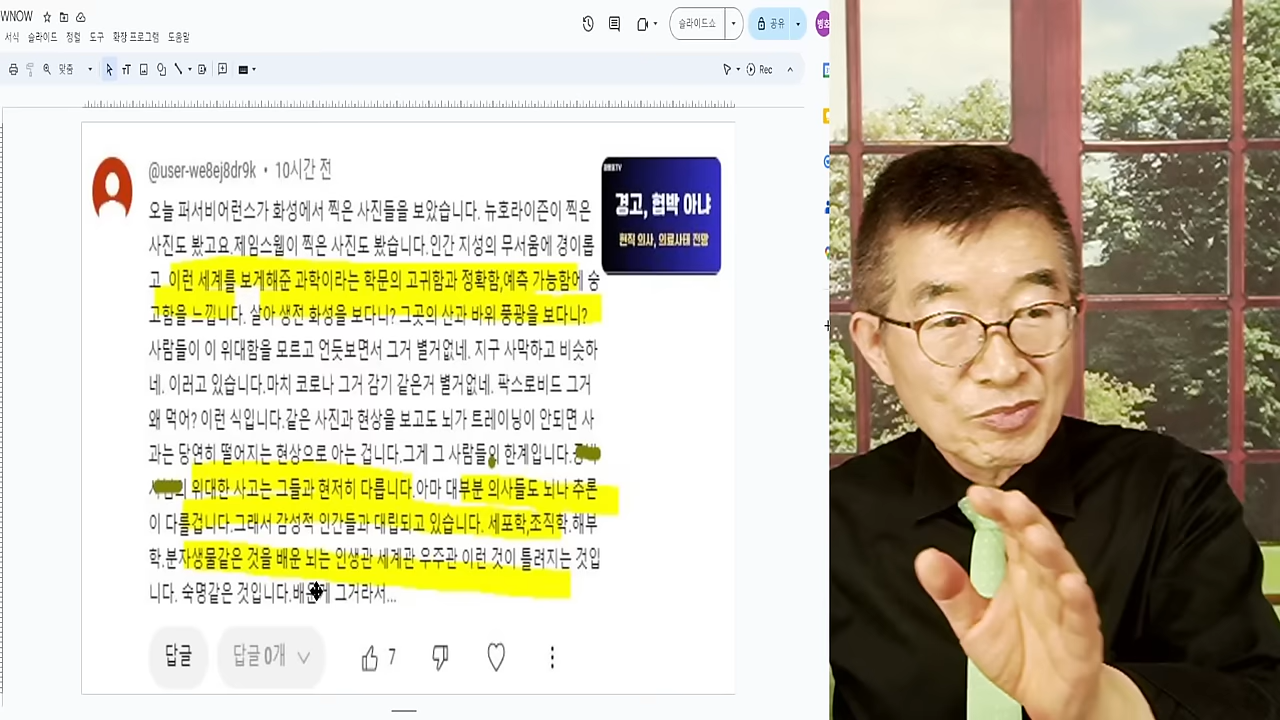 WNOW
서식 슬라이드 정렬 도구 확장 프로그램 도움말
슬라이드쇼
공유
병호
맞춤
Rec
@user-we8ej8dr9k • 10시간 전
오늘 퍼서비어런스가 화성에서 찍은 사진들을 보았습니다. 뉴호라이즌이 찍은
사진도 봤고요 제임스웹이 찍은 사진도 봤습니다.인간 지성의 무서움에 경이롭
고 이런 세계를 보게해준 과학이라는 학문의 고귀함과 정확함,예측 가능함에 숭
고함을 느낍니다. 살아 생전 화성을 보다니? 그곳의 산과 바위 풍광을 보다니?
사람들이 이 위대함을 모르고 언듯보면서 그거 별거없네. 지구 사막하고 비슷하
네. 이러고 있습니다.마치 코로나 그거 감기 같은거 별거없네. 팍스로비드 그거
왜 먹어? 이런 식입니다.같은 사진과 현상을 보고도 뇌가 트레이닝이 안되면 사
과는 당연히 떨어지는 현상으로 아는 겁니다.그게 그 사람들의 한계입니다.
위대한 사고는 그들과 현저히 다릅니다.아마 대부분 의사들도 뇌나 추론
이 다를겁니다.그래서 감성적 인간들과 대립되고 있습니다. 세포학,조직학.해부
학.분자생물같은 것을 배운 뇌는 인생관 세계관 우주관 이런 것이 틀려지는 것입
니다. 숙명같은 것입니다.배운게 그거라서...
경고, 협박 아냐
현직 의사, 의료사태 전망
답글
답글 0개
7